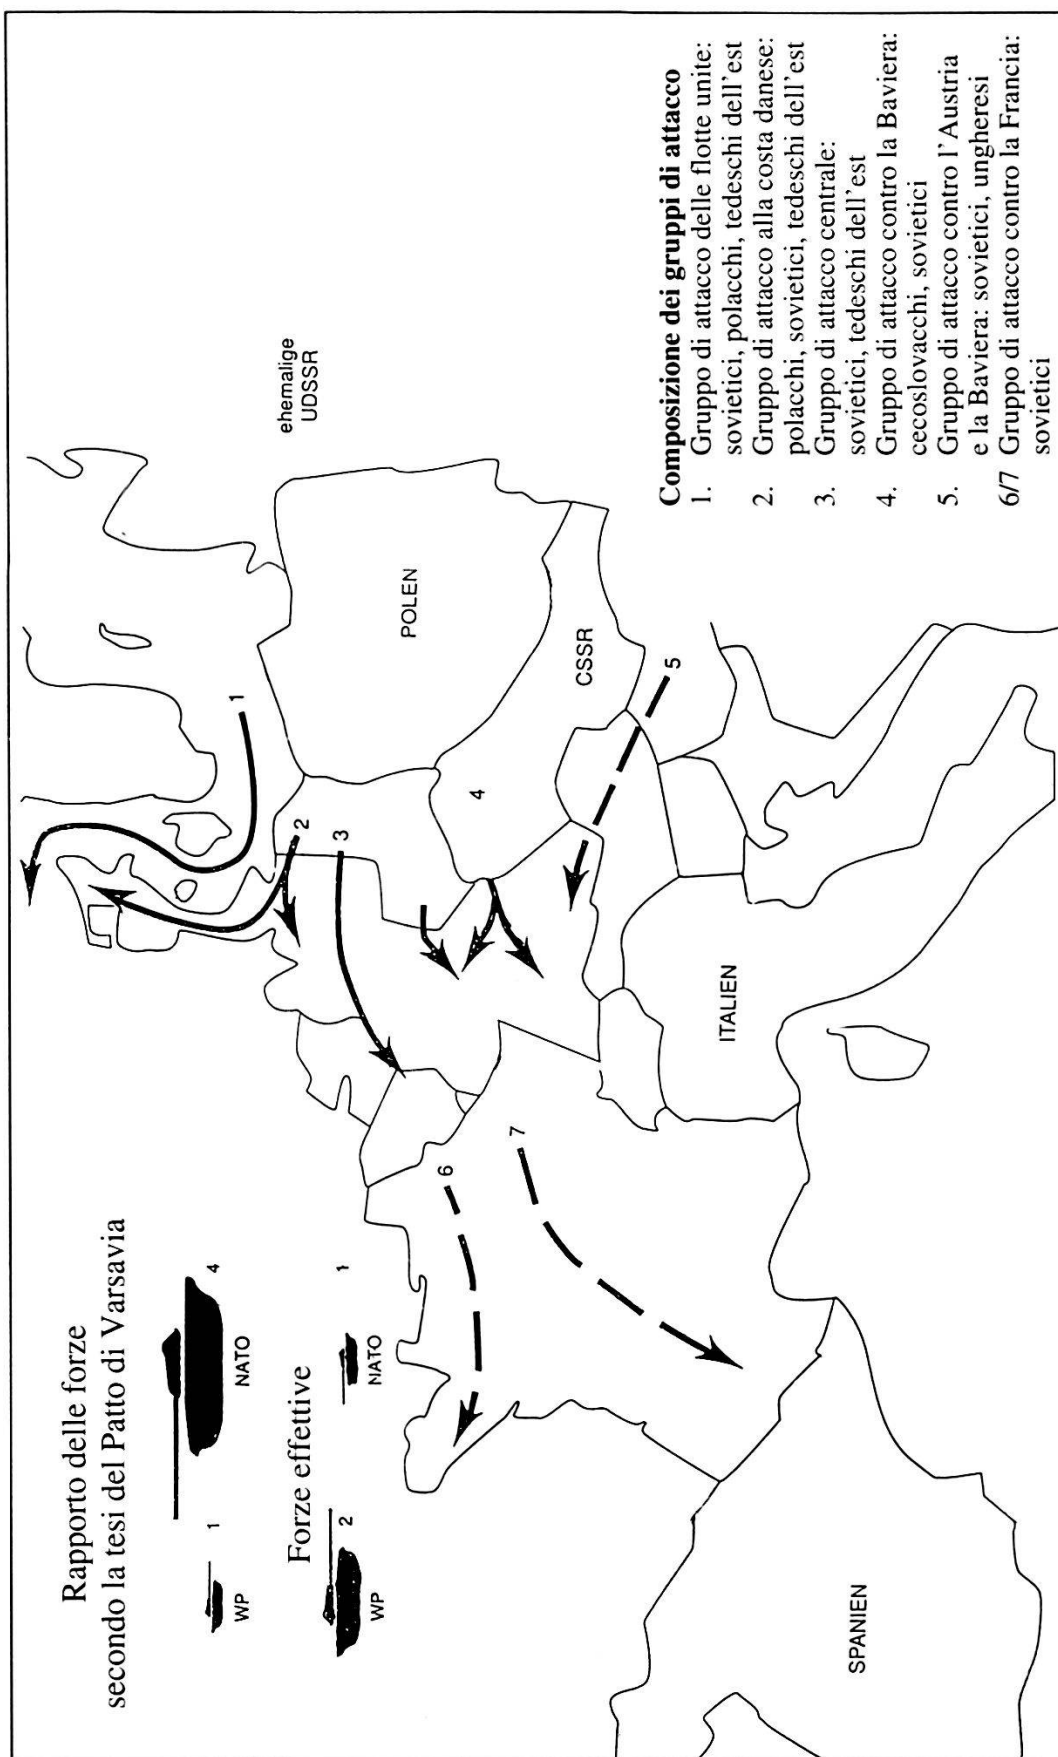 Rapporto delle forze
secondo la tesi del Patto di Varsavia
WP
1
NATO
4
Forze effettive
WP
2
NATO
1
1
2
3
4
5
6
7
ehemalige
UDSSR
POLEN
CSSR
ITALIEN
SPANIEN
Composizione dei gruppi di attacco
1. Gruppo di attacco delle flotte unite:
sovietici, polacchi, tedeschi dell'est
2. Gruppo di attacco alla costa danese:
polacchi, sovietici, tedeschi dell'est
3. Gruppo di attacco centrale:
sovietici, tedeschi dell'est
4. Gruppo di attacco contro la Baviera:
cecoslovacchi, sovietici
5. Gruppo di attacco contro l'Austria
e la Baviera: sovietici, ungheresi
6/7 Gruppo di attacco contro la Francia:
sovietici